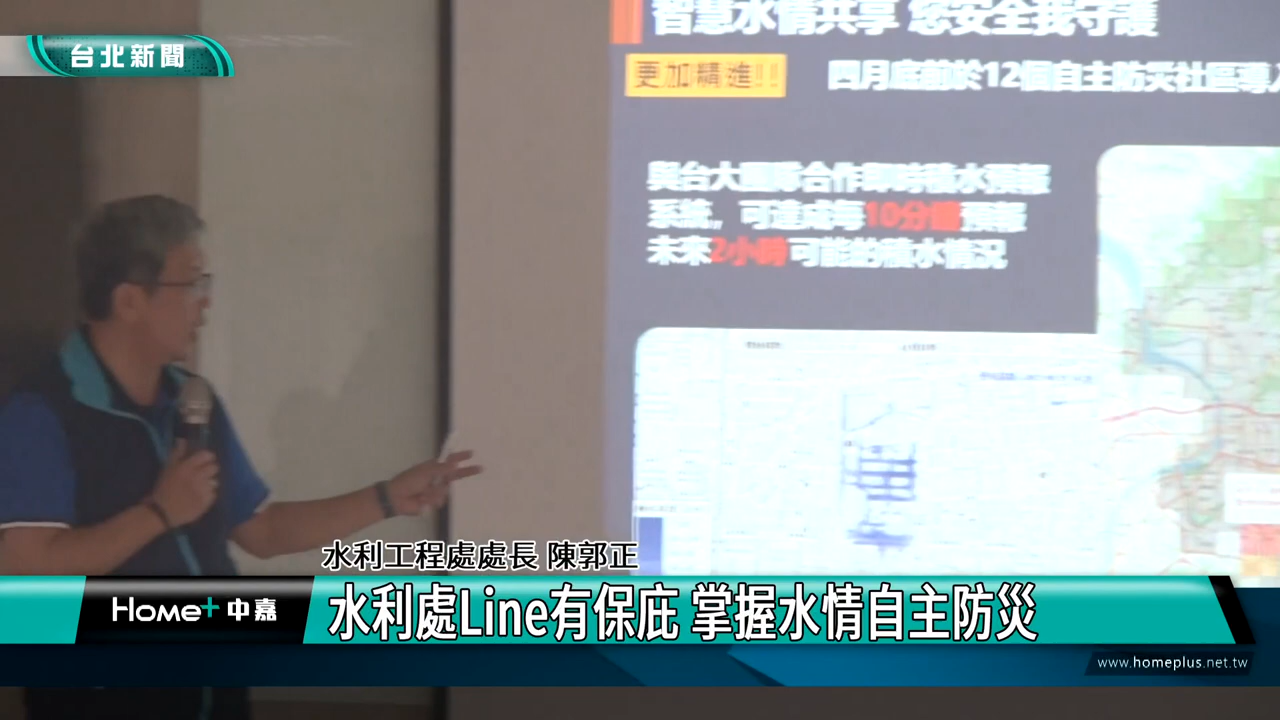 台北新聞
智慧水情共享 您安全我守護
更加精進!!
四月底前於12個自主防災社區導入
與台大團隊合作即時積水預報
系統，可達成每10分鐘預報
未來2小時可能的積水情況
水利工程處處長 陳郭正
Home+中嘉
水利處Line有保庇 掌握水情自主防災
www.homeplus.net.tw